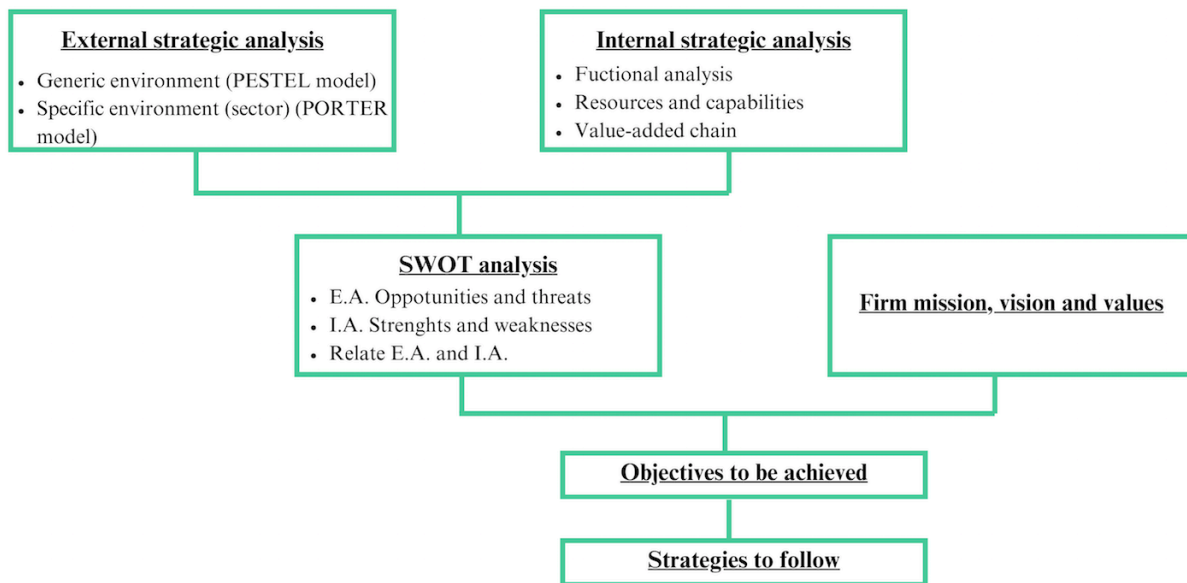 External strategic analysis
• Generic environment (PESTEL model)
• Specific environment (sector) (PORTER
model)
Internal strategic analysis
• Fuctional analysis
• Resources and capabilities
• Value-added chain
SWOT analysis
• E.A. Oppotunities and threats
• I.A. Strenghts and weaknesses
• Relate E.A. and I.A.
Firm mission, vision and values
Objectives to be achieved
Strategies to follow